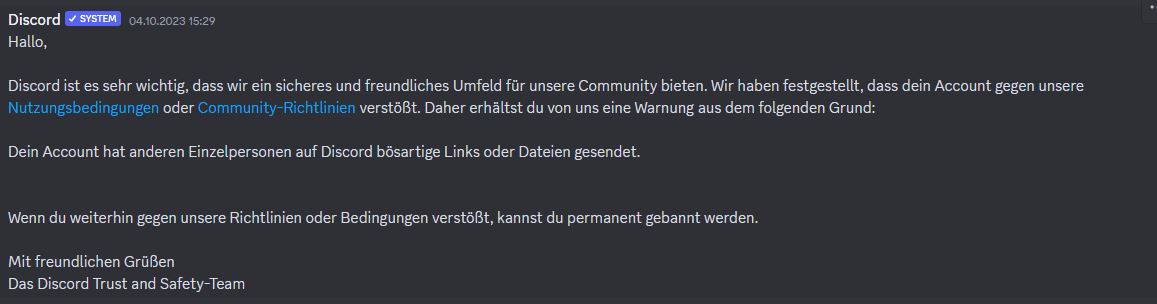 Discord ✓ SYSTEM 04.10.2023 15:29
Hallo,
Discord ist es sehr wichtig, dass wir ein sicheres und freundliches Umfeld für unsere Community bieten. Wir haben festgestellt, dass dein Account gegen unsere
Nutzungsbedingungen oder Community-Richtlinien verstößt. Daher erhältst du von uns eine Warnung aus dem folgenden Grund:
Dein Account hat anderen Einzelpersonen auf Discord bösartige Links oder Dateien gesendet.
Wenn du weiterhin gegen unsere Richtlinien oder Bedingungen verstößt, kannst du permanent gebannt werden.
Mit freundlichen Grüßen
Das Discord Trust and Safety-Team